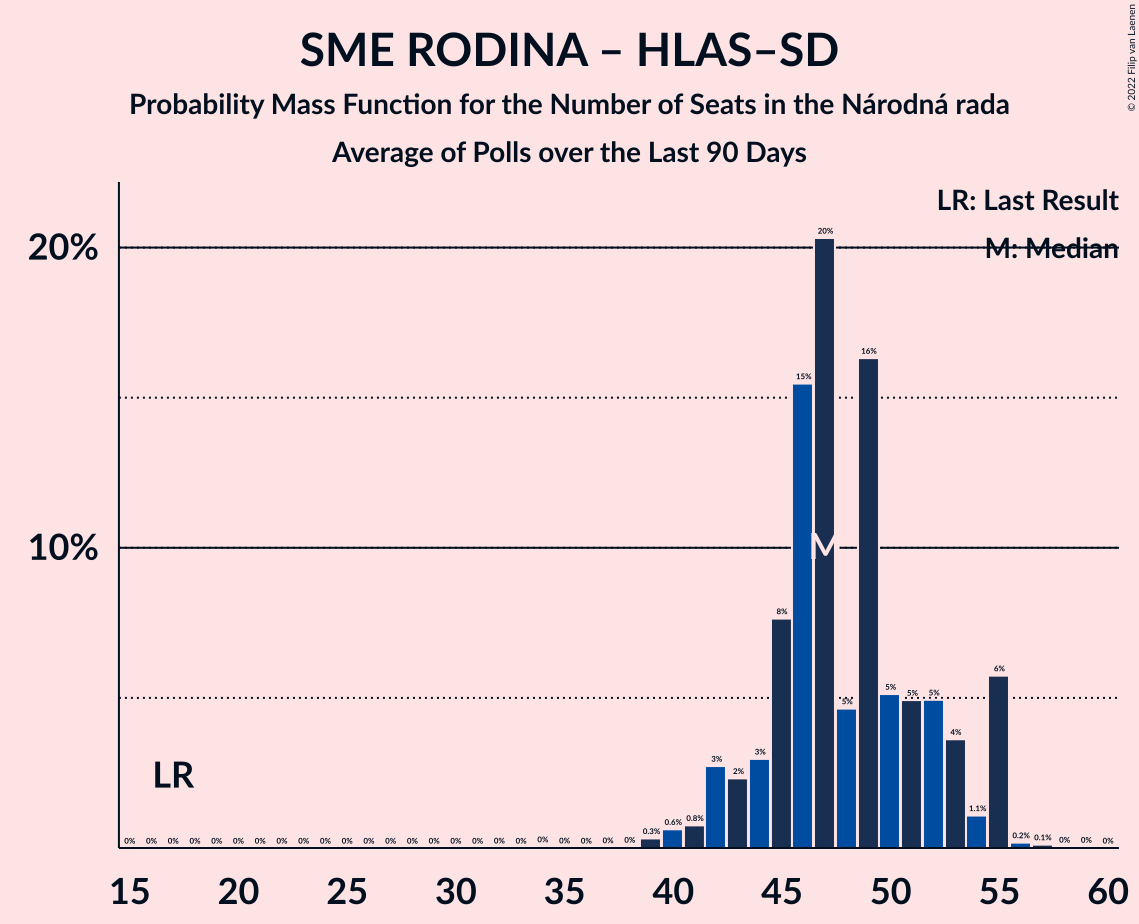 SME RODINA – HLAS–SD
Probability Mass Function for the Number of Seats in the Národná rada
Average of Polls over the Last 90 Days
© 2022 Filip van Laenen
LR: Last Result
M: Median
20%
10%
0% 0% 0% 0% 0% 0% 0% 0% 0% 0% 0% 0% 0% 0% 0% 0% 0% 0% 0% 0% 0% 0% 0% 0% 0.3% 0.6% 0.8% 3% 2% 3% 8% 15% 20% 5% 16% 5% 5% 5% 4% 1.1% 6% 0.2% 0.1% 0% 0% 0%
M
LR
15 20 25 30 35 40 45 50 55 60